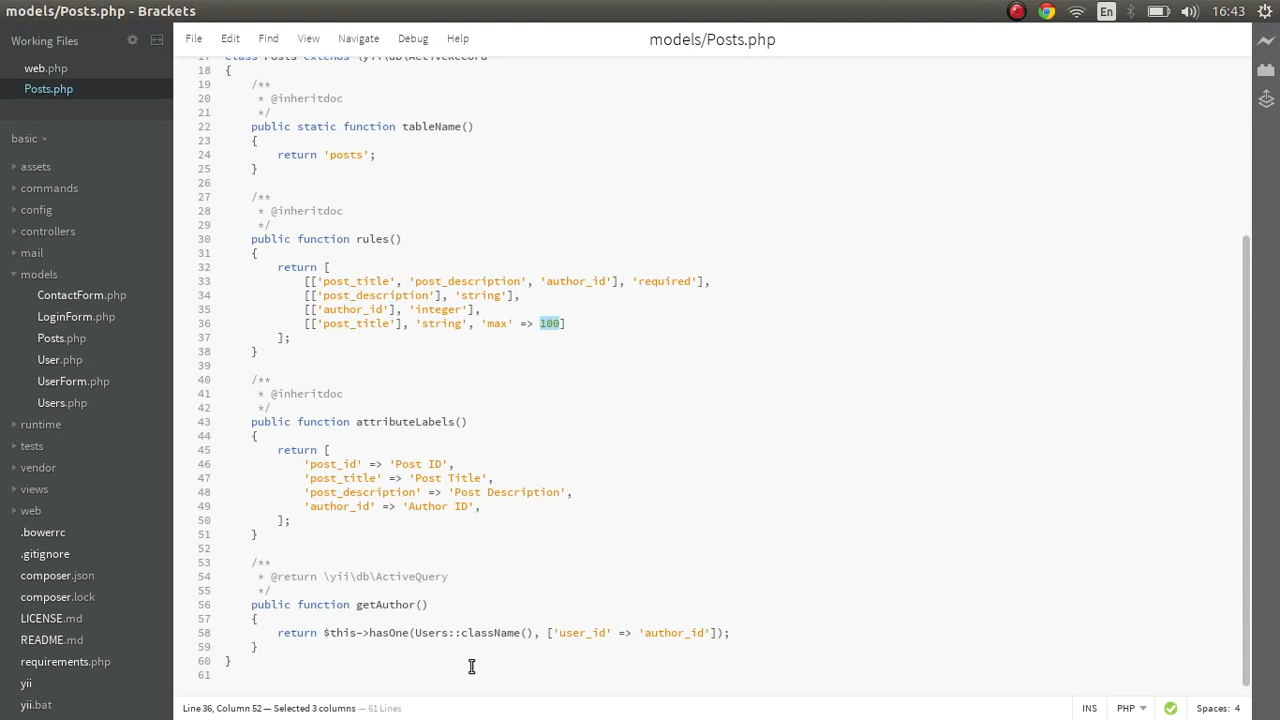 models/Posts.php (basic) - Brackets
En
16:43
Working Files
web.php
Posts.php
basic
assets
commands
config
controllers
mail
models
ContactForm.php
LoginForm.php
Posts.php
User.php
UserForm.php
Users.php
runtime
tests
vendor
views
web
.bowerrc
.gitignore
composer.json
composer.lock
LICENSE.md
README.md
requirements.php
yii
yii.bat
File Edit Find View Navigate Debug Help
models/Posts.php
17 class Posts extends \yii\db\ActiveRecord
18 {
19 /**
20 * @inheritdoc
21 */
22 public static function tableName()
23 {
24 return 'posts';
25 }
26
27 /**
28 * @inheritdoc
29 */
30 public function rules()
31 {
32 return [
33 [['post_title', 'post_description', 'author_id'], 'required'],
34 [['post_description'], 'string'],
35 [['author_id'], 'integer'],
36 [['post_title'], 'string', 'max' => 100]
37 ];
38 }
39
40 /**
41 * @inheritdoc
42 */
43 public function attributeLabels()
44 {
45 return [
46 'post_id' => 'Post ID',
47 'post_title' => 'Post Title',
48 'post_description' => 'Post Description',
49 'author_id' => 'Author ID',
50 ];
51 }
52
53 /**
54 * @return \yii\db\ActiveQuery
55 */
56 public function getAuthor()
57 {
58 return $this->hasOne(Users::className(), ['user_id' => 'author_id']);
59 }
60 }
61
Line 36, Column 52 — Selected 3 columns — 61 Lines
INS
PHP
Spaces: 4